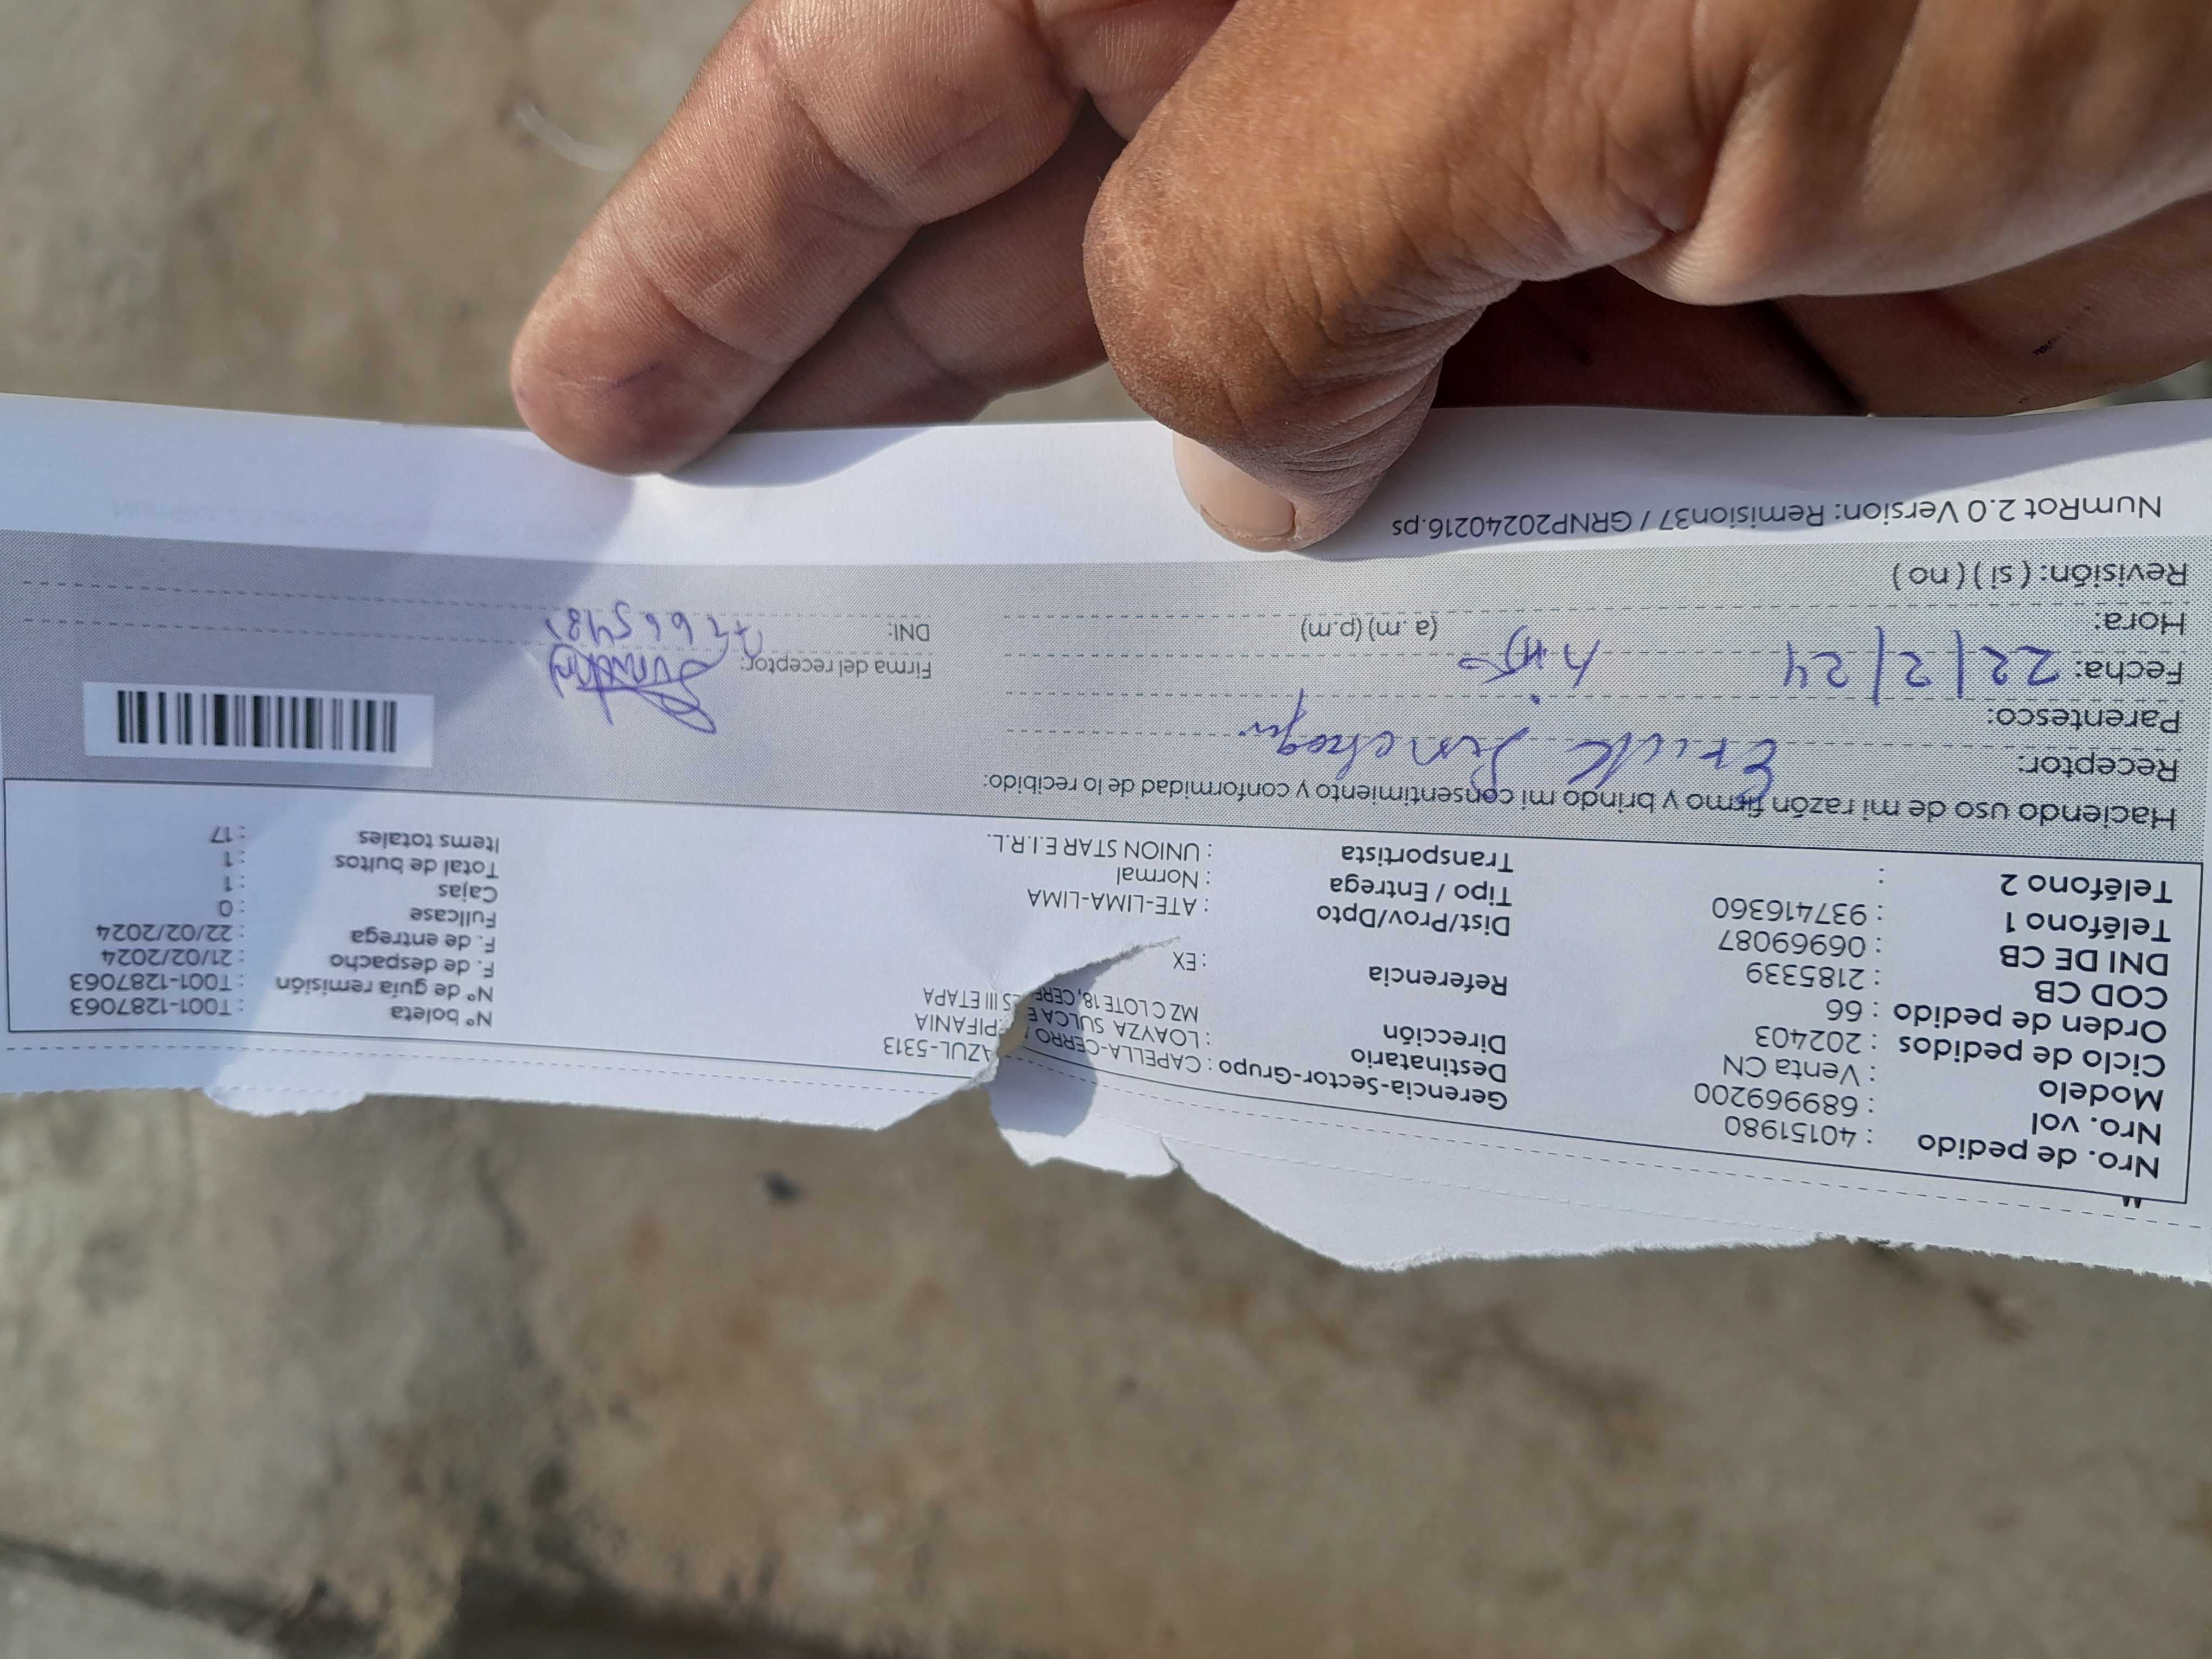 Nro. de pedido : 40151980
Nro. vol : 689969200
Modelo : Venta CN
Ciclo de pedidos : 202403
Orden de pedido : 66
COD CB : 2185339
DNI DE CB : 06969087
Teléfono 1 : 937416360
Teléfono 2 :
Gerencia-Sector-Grupo : CAPELLA-CERRO AZUL-5313
Destinatario : LOAYZA SULCA EPIFANIA
Dirección MZ C LOTE 18, CERES III ETAPA
Referencia : EX
Dist/Prov/Dpto : ATE-LIMA-LIMA
Tipo / Entrega : Normal
Transportista : UNION STAR E.I.R.L.
N° boleta : T001-1287063
N° de guía remisión : T001-1287063
F. de despacho : 21/02/2024
F. de entrega : 22/02/2024
Fullcase : 0
Cajas : 1
Total de bultos : 1
Items totales : 17
Haciendo uso de mi razón firmo y brindo mi consentimiento y conformidad de lo recibido:
Receptor:
Parentesco:
Fecha: 22/2/24
Hora: (a.m) (p.m)
Revisión: ( si ) ( no )
Firma del receptor:
DNI:
NumRot 2.0 Version: Remision37 / GRNP20240216.ps